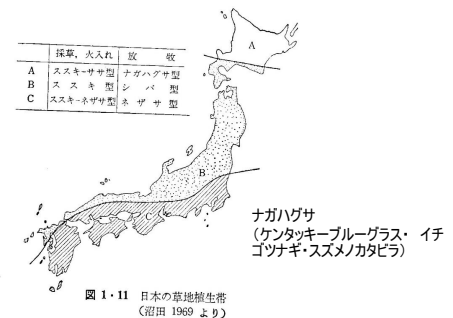 採草，火入れ 放 牧
A ススキ-ササ型 ナガハグサ型
B ス ス キ 型 シ バ 型
C ススキ-ネザサ型 ネ ザ サ 型
A
B
C
ナガハグサ
(ケンタッキーブルーグラス・ イチ
ゴツナギ・スズメノカタビラ)
図 1・11 日本の草地植生帯
(沼田 1969 より)